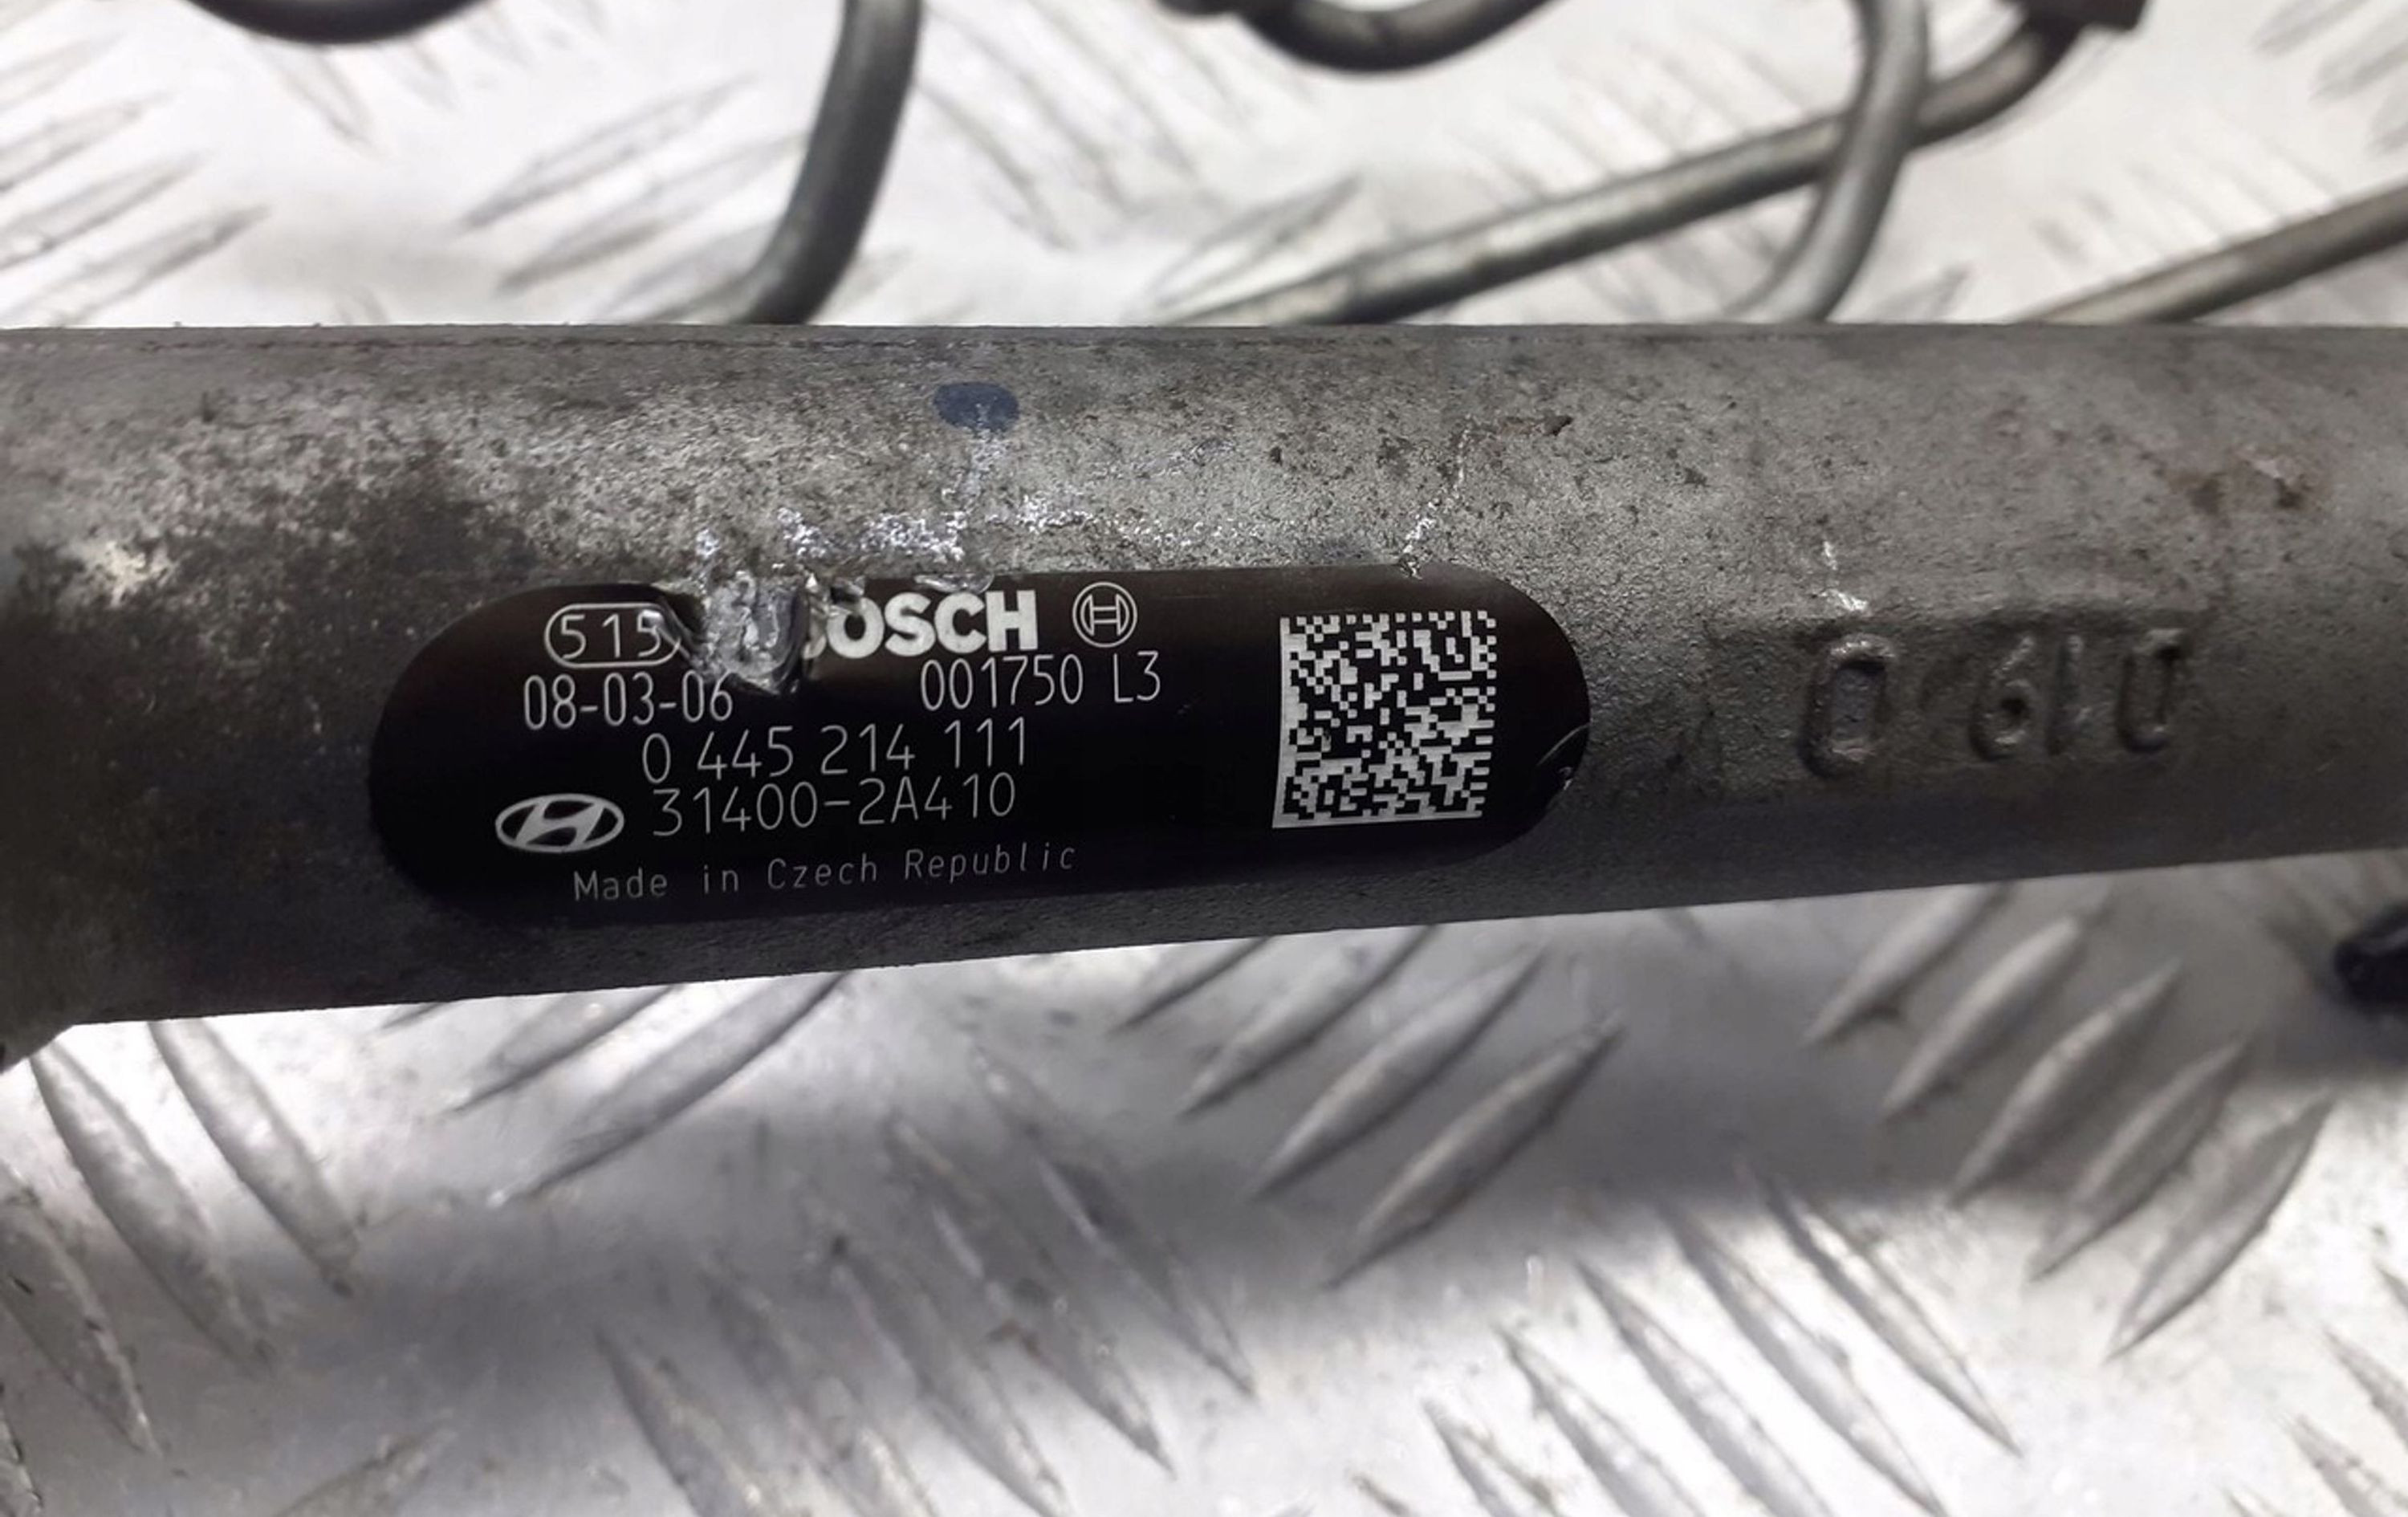 515 BOSCH
08-03-06 001750 L3
0 445 214 111
31400-2A410
Made in Czech Republic